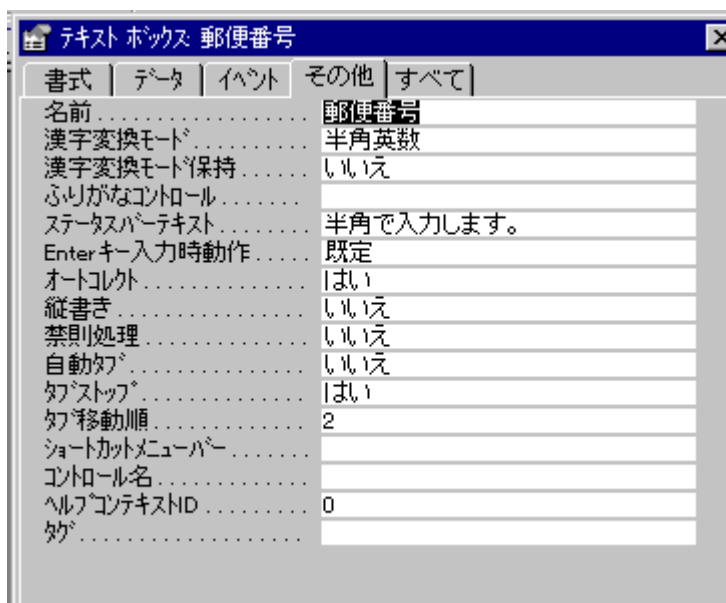 テキスト ボックス: 郵便番号
書式 データ イベント その他 すべて
名前 . . . . . . . . . . . . . . . . . . . 郵便番号
漢字変換モード . . . . . . . . . . . 半角英数
漢字変換モード保持 . . . . . . いいえ
ふりがなコントロール . . . . . . .
ステータスバーテキスト . . . . . . . . 半角で入力します。
Enterキー入力時動作 . . . . . 既定
オートコレクト . . . . . . . . . . . . . . はい
縦書き . . . . . . . . . . . . . . . . いいえ
禁則処理 . . . . . . . . . . . . . . いいえ
自動タブ . . . . . . . . . . . . . . . いいえ
タブストップ . . . . . . . . . . . . . . はい
タブ移動順 . . . . . . . . . . . . . 2
ショートカットメニューバー . . . . . . .
コントロール名 . . . . . . . . . . . . .
ヘルプコンテキストID . . . . . . . . . 0
タグ . . . . . . . . . . . . . . . . . . .